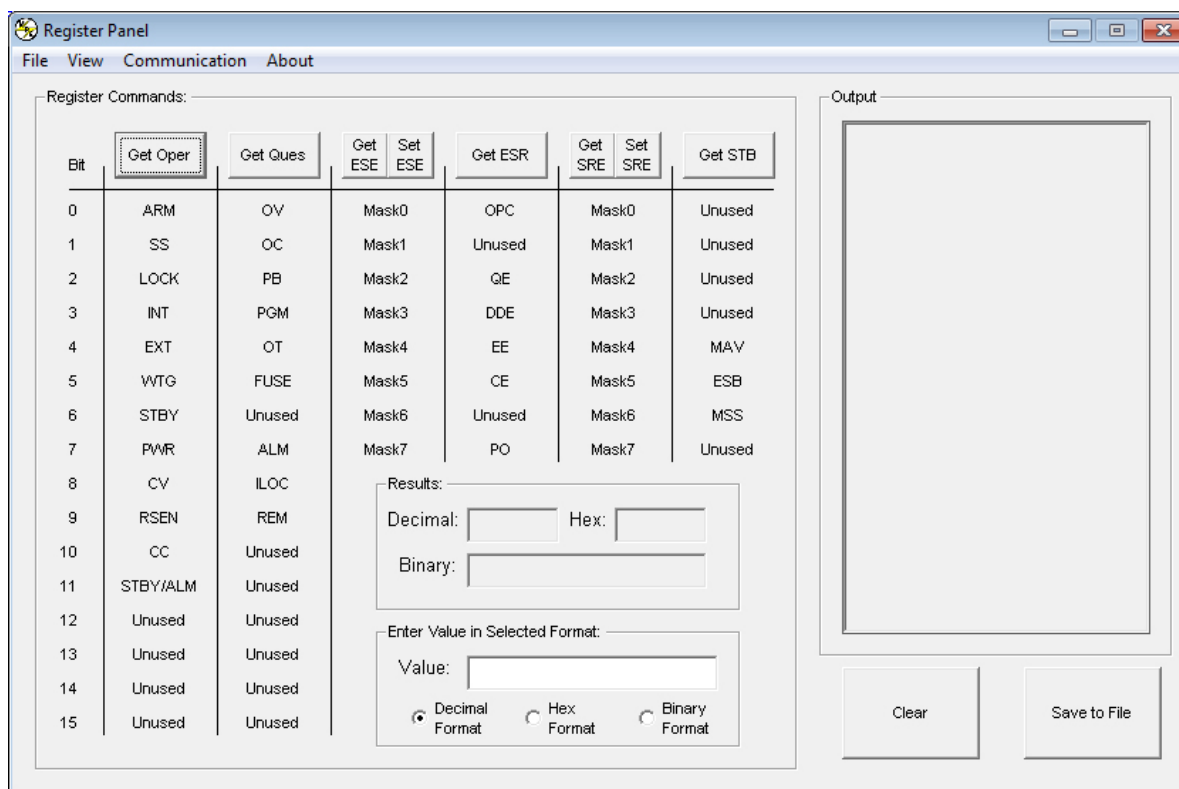 Register Panel
File View Communication About
Register Commands:
Output
Bit Get Oper Get Ques Get ESE Set ESE Get ESR Get SRE Set SRE Get STB
0 ARM OV Mask0 OPC Mask0 Unused
1 SS OC Mask1 Unused Mask1 Unused
2 LOCK PB Mask2 QE Mask2 Unused
3 INT PGM Mask3 DDE Mask3 Unused
4 EXT OT Mask4 EE Mask4 MAV
5 WTG FUSE Mask5 CE Mask5 ESB
6 STBY Unused Mask6 Unused Mask6 MSS
7 PWR ALM Mask7 PO Mask7 Unused
8 CV ILOC
9 RSEN REM
10 CC Unused
11 STBY/ALM Unused
12 Unused Unused
13 Unused Unused
14 Unused Unused
15 Unused Unused
Results:
Decimal: Hex:
Binary:
Enter Value in Selected Format:
Value:
Decimal Format Hex Format Binary Format
Clear
Save to File